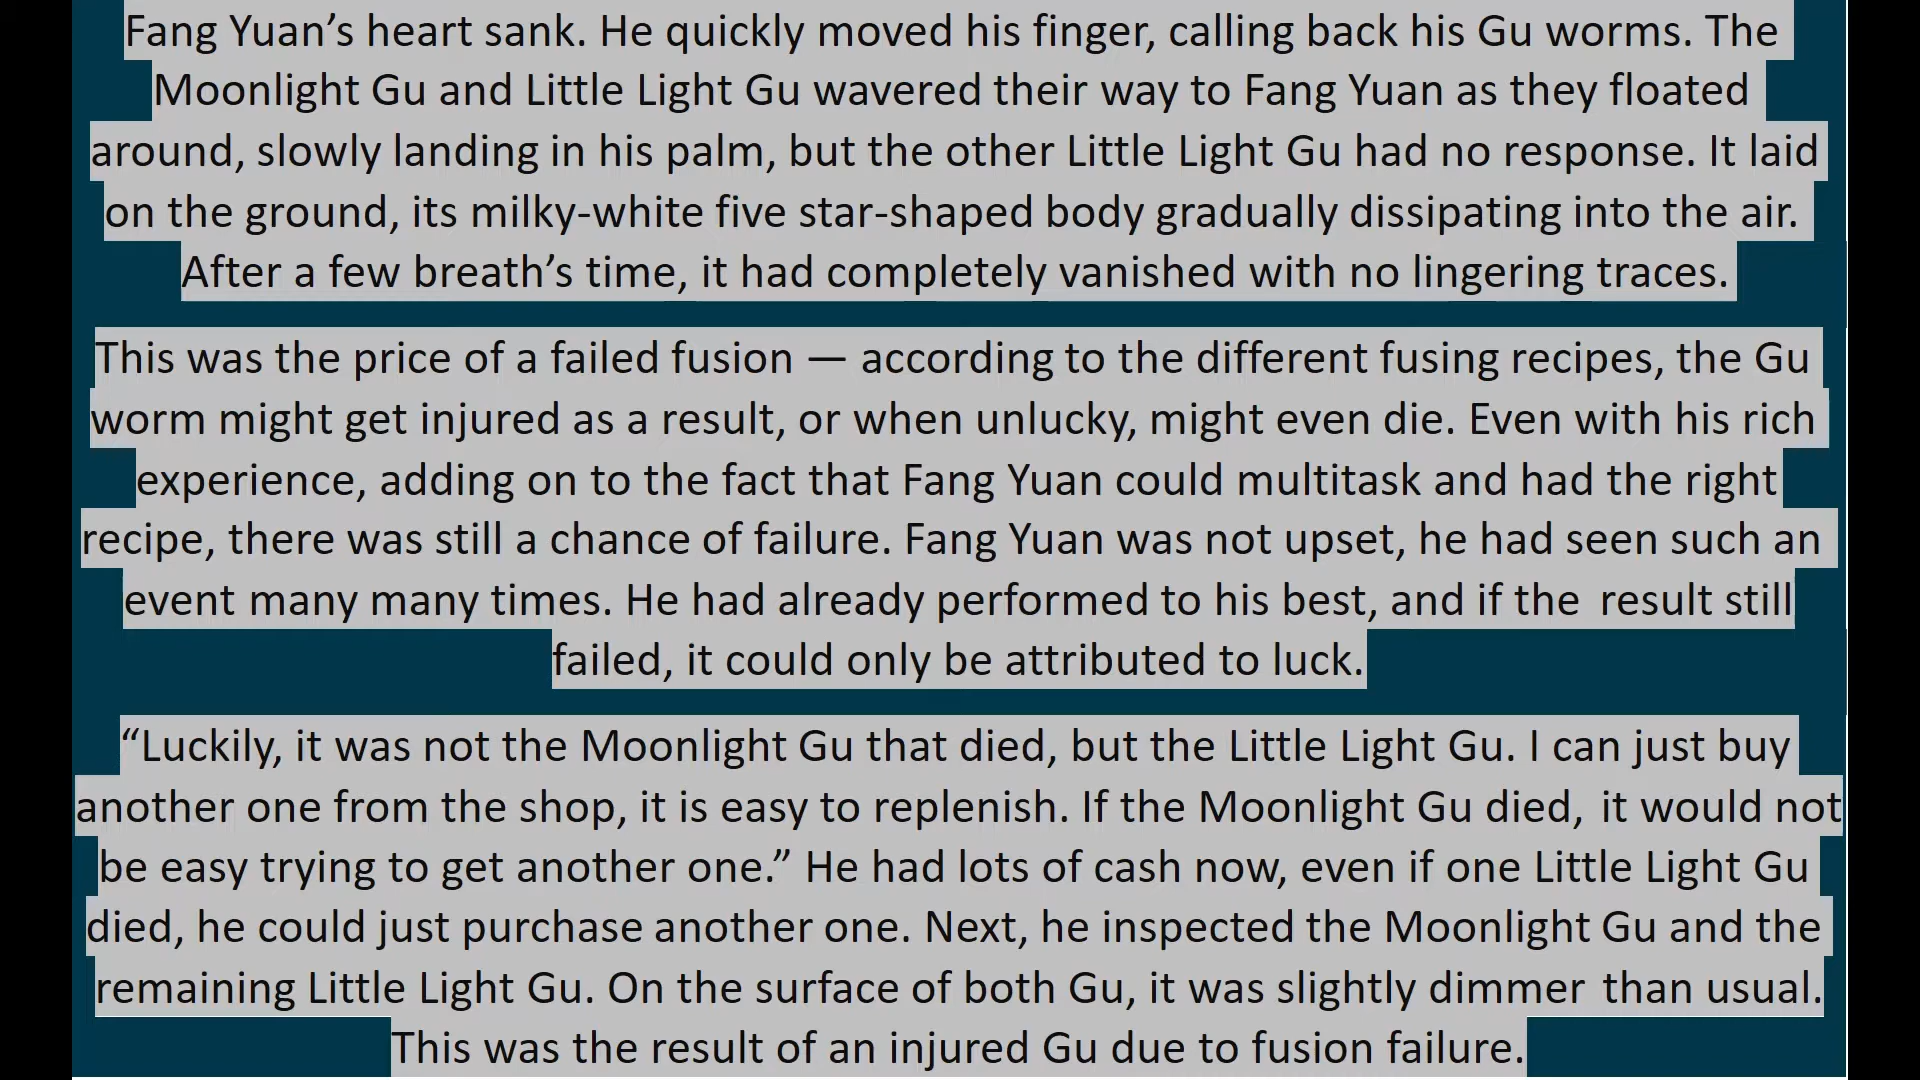 Fang Yuan’s heart sank. He quickly moved his finger, calling back his Gu worms. The
Moonlight Gu and Little Light Gu wavered their way to Fang Yuan as they floated
around, slowly landing in his palm, but the other Little Light Gu had no response. It laid
on the ground, its milky-white five star-shaped body gradually dissipating into the air.
After a few breath’s time, it had completely vanished with no lingering traces.
This was the price of a failed fusion — according to the different fusing recipes, the Gu
worm might get injured as a result, or when unlucky, might even die. Even with his rich
experience, adding on to the fact that Fang Yuan could multitask and had the right
recipe, there was still a chance of failure. Fang Yuan was not upset, he had seen such an
event many many times. He had already performed to his best, and if the result still
failed, it could only be attributed to luck.
“Luckily, it was not the Moonlight Gu that died, but the Little Light Gu. I can just buy
another one from the shop, it is easy to replenish. If the Moonlight Gu died, it would not
be easy trying to get another one.” He had lots of cash now, even if one Little Light Gu
died, he could just purchase another one. Next, he inspected the Moonlight Gu and the
remaining Little Light Gu. On the surface of both Gu, it was slightly dimmer than usual.
This was the result of an injured Gu due to fusion failure.